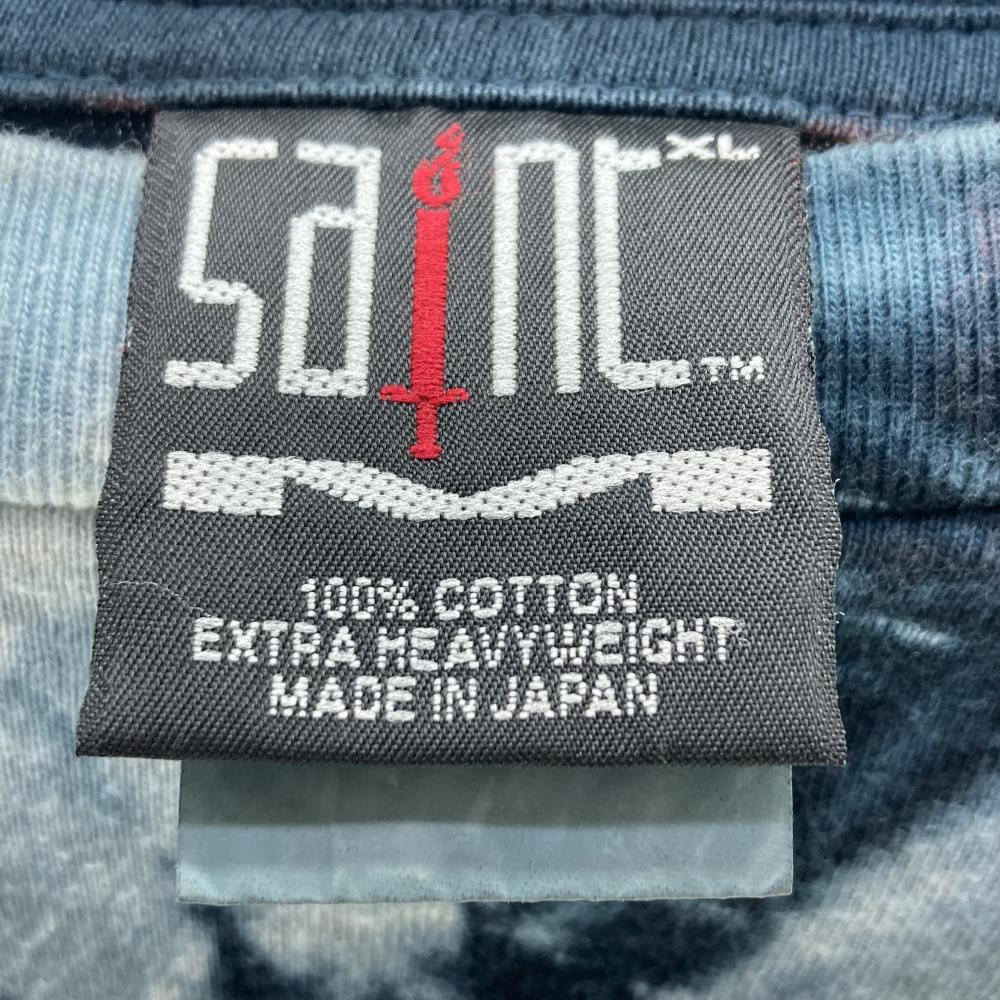 saint XL
TM
100% COTTON
EXTRA HEAVYWEIGHT
MADE IN JAPAN